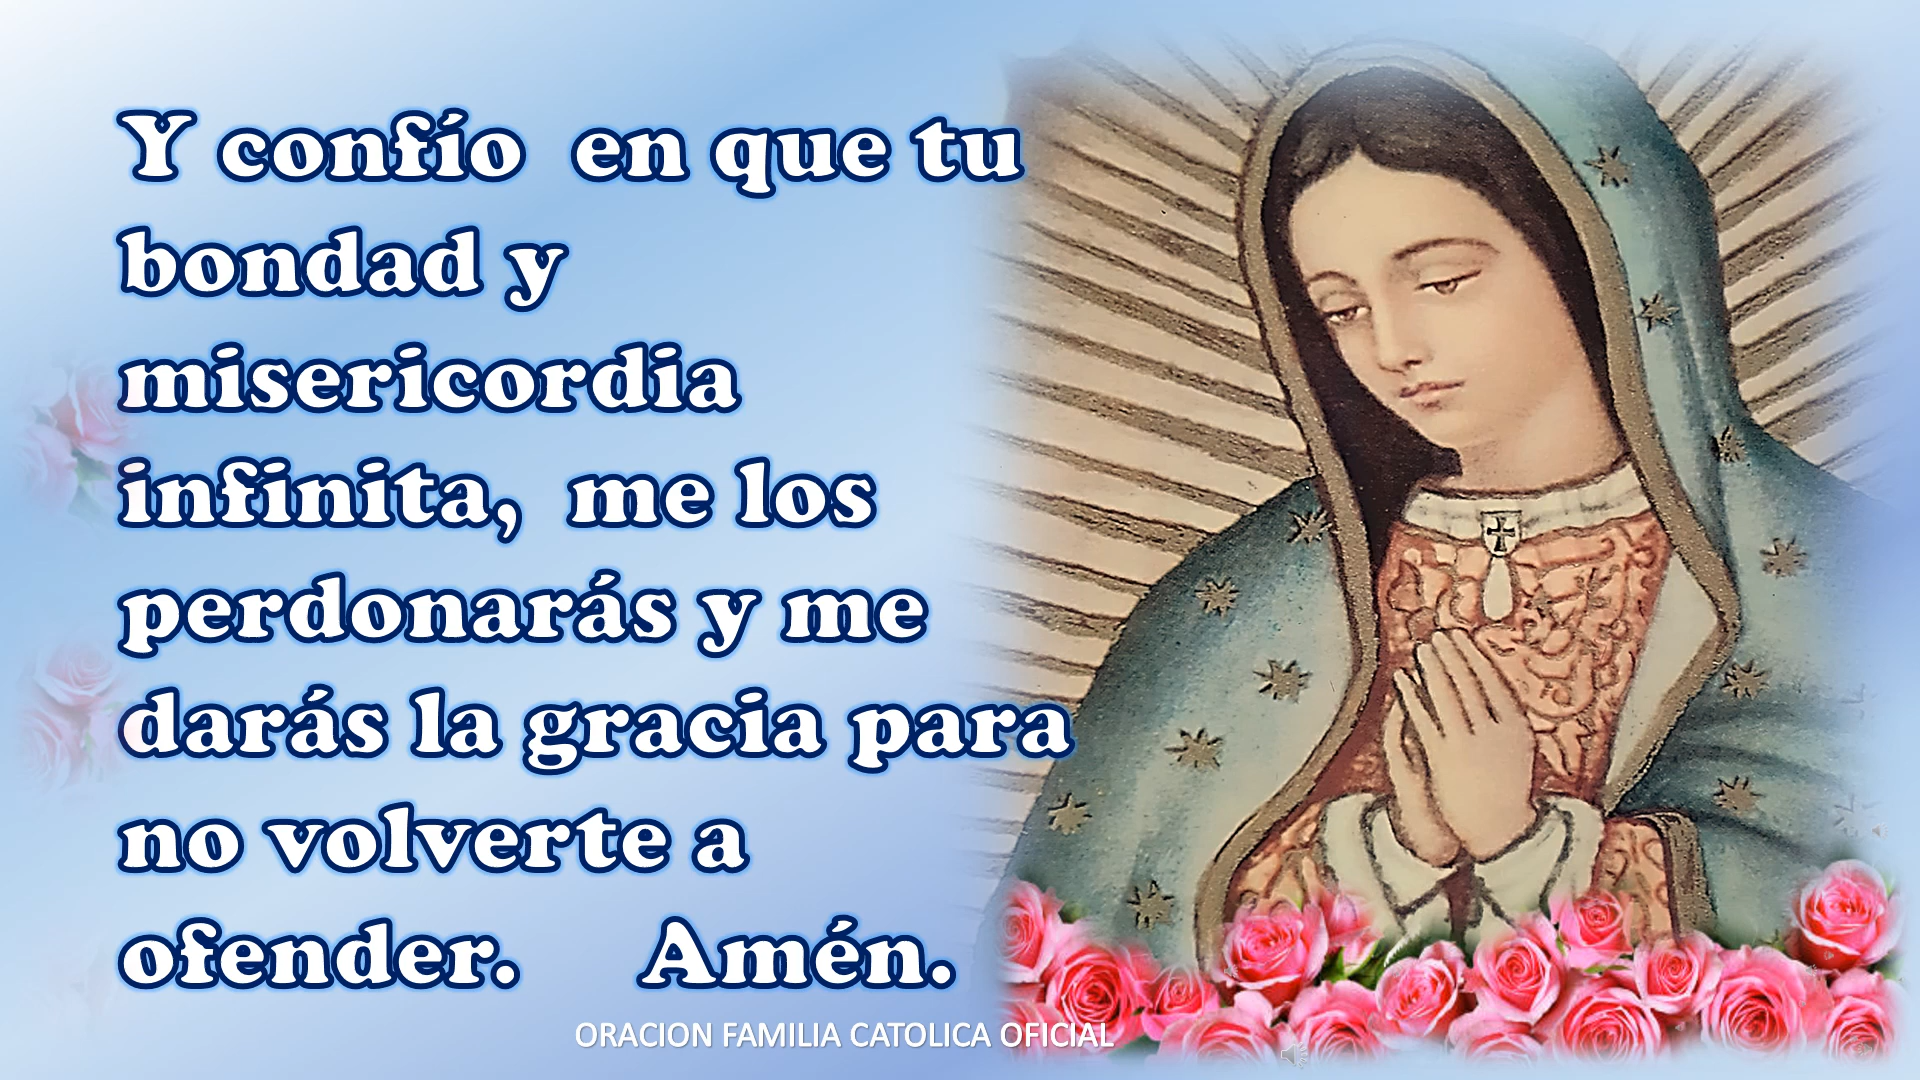 Y confío en que tu
bondad y
misericordia
infinita, me los
perdonarás y me
darás la gracia para
no volverte a
ofender. Amén.
ORACION FAMILIA CATOLICA OFICIAL